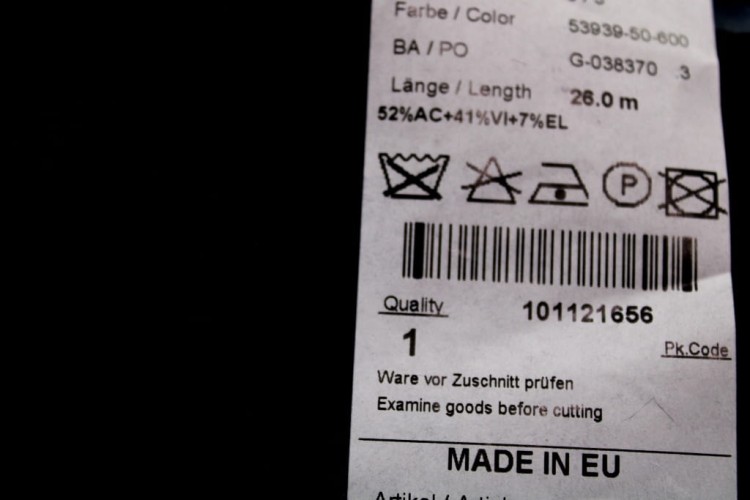 Farbe / Color 53939-50-600
BA / PO G-038370 .3
Länge / Length 26.0 m
52%AC+41%VI+7%EL
P
Quality 101121656
1 Pk.Code
Ware vor Zuschnitt prüfen
Examine goods before cutting
MADE IN EU
Artikel /